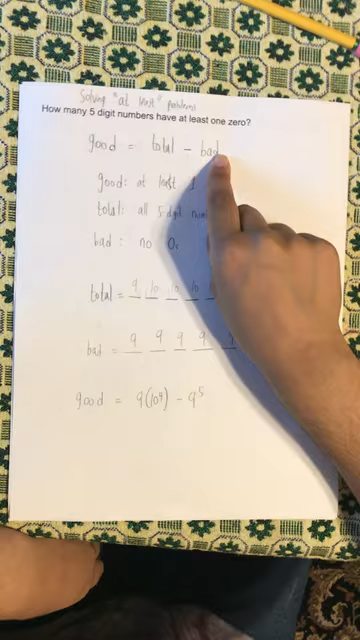 Solving "at least" problems
How many 5 digit numbers have at least one zero?
good = total - bad
good: at least
total: all 5-digit num
bad: no 0s
total = 9 10 10 10
bad = 9 9 9 9 9
good = 9(10⁴) - 9⁵